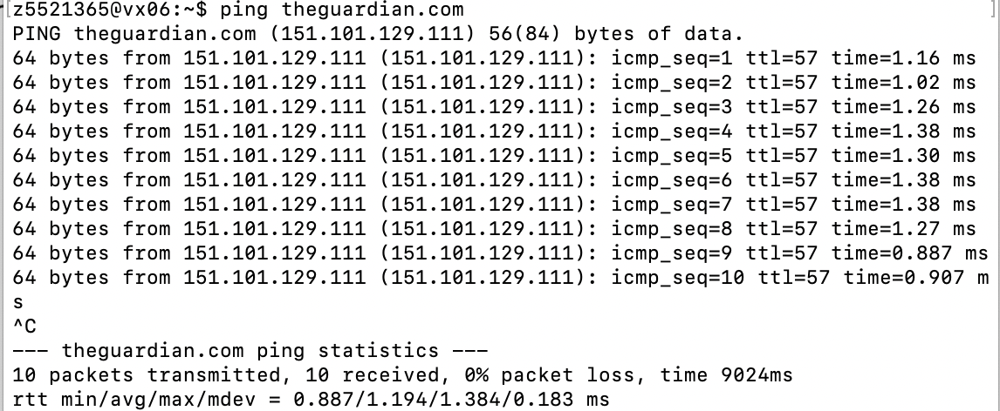 z5521365@vx06:~$ ping theguardian.com
PING theguardian.com (151.101.129.111) 56(84) bytes of data.
64 bytes from 151.101.129.111 (151.101.129.111): icmp_seq=1 ttl=57 time=1.16 ms
64 bytes from 151.101.129.111 (151.101.129.111): icmp_seq=2 ttl=57 time=1.02 ms
64 bytes from 151.101.129.111 (151.101.129.111): icmp_seq=3 ttl=57 time=1.26 ms
64 bytes from 151.101.129.111 (151.101.129.111): icmp_seq=4 ttl=57 time=1.38 ms
64 bytes from 151.101.129.111 (151.101.129.111): icmp_seq=5 ttl=57 time=1.30 ms
64 bytes from 151.101.129.111 (151.101.129.111): icmp_seq=6 ttl=57 time=1.38 ms
64 bytes from 151.101.129.111 (151.101.129.111): icmp_seq=7 ttl=57 time=1.38 ms
64 bytes from 151.101.129.111 (151.101.129.111): icmp_seq=8 ttl=57 time=1.27 ms
64 bytes from 151.101.129.111 (151.101.129.111): icmp_seq=9 ttl=57 time=0.887 ms
64 bytes from 151.101.129.111 (151.101.129.111): icmp_seq=10 ttl=57 time=0.907 m
s
^C
--- theguardian.com ping statistics ---
10 packets transmitted, 10 received, 0% packet loss, time 9024ms
rtt min/avg/max/mdev = 0.887/1.194/1.384/0.183 ms